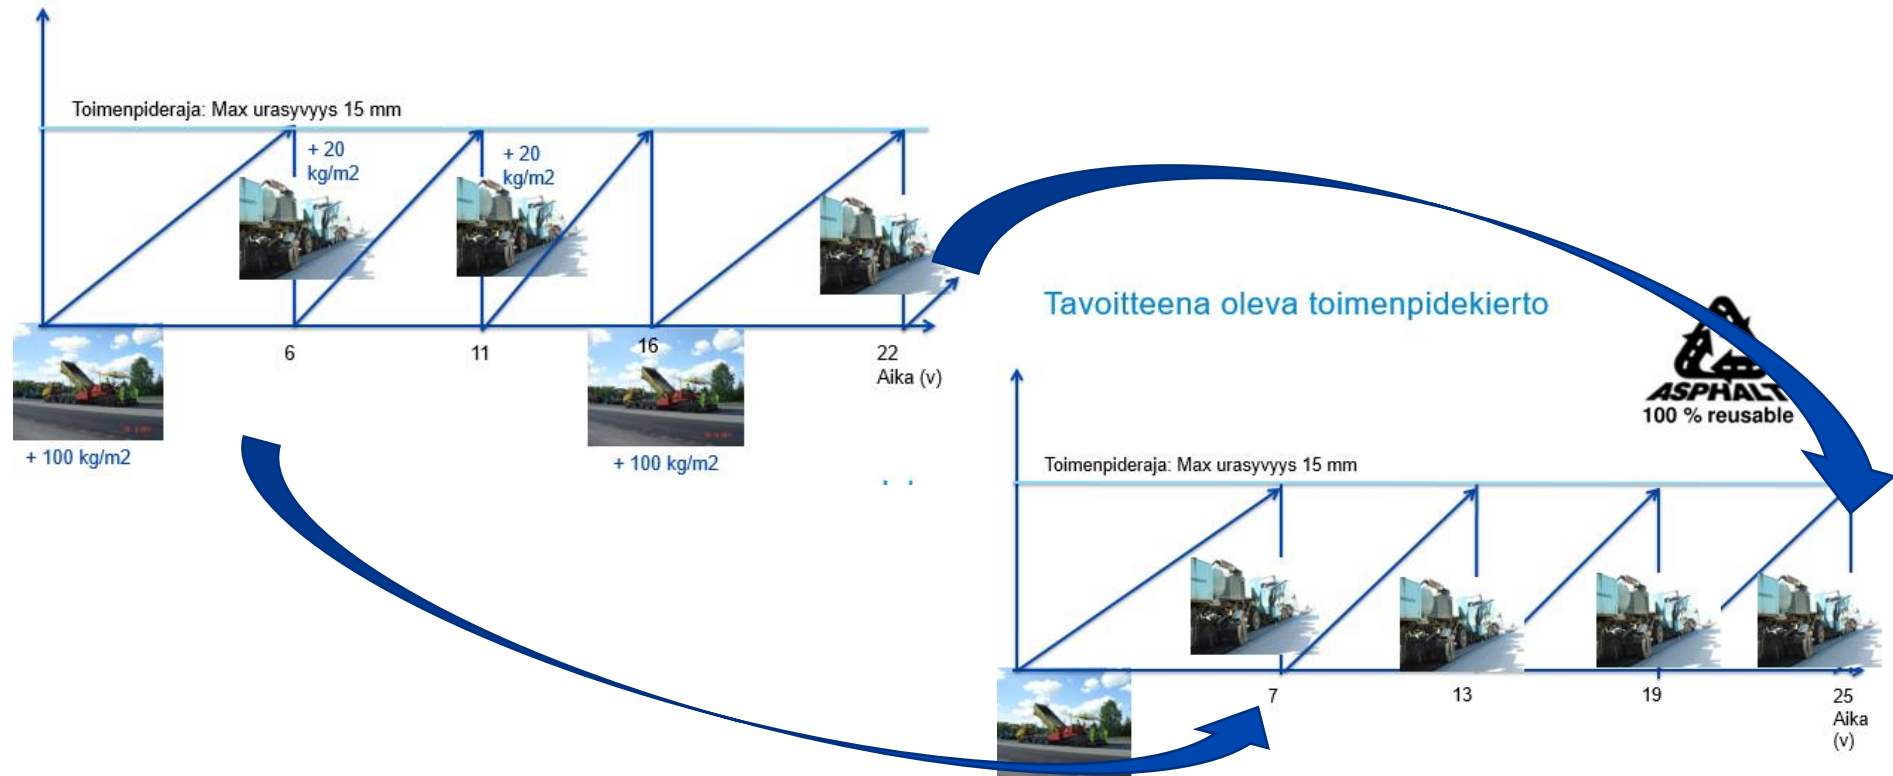 Toimenpideraja: Max urasyvyys 15 mm
+ 20
kg/m2
+ 20
kg/m2
6
11
16
22
Aika (v)
+ 100 kg/m2
+ 100 kg/m2
Tavoitteena oleva toimenpidekierto
ASPHALT
100 % reusable
Toimenpideraja: Max urasyvyys 15 mm
7
13
19
25
Aika
(v)